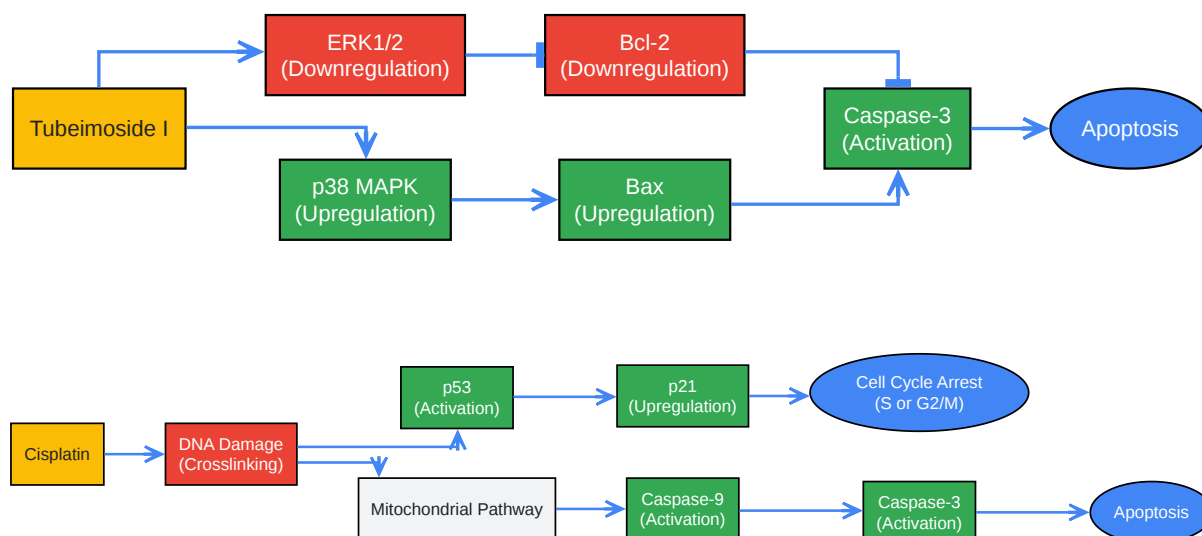 ERK1/2
(Downregulation)
Bcl-2
(Downregulation)
Tubeimoside I
Caspase-3
(Activation)
Apoptosis
p38 MAPK
(Upregulation)
Bax
(Upregulation)
p53
(Activation)
p21
(Upregulation)
Cell Cycle Arrest
(S or G2/M)
Cisplatin
DNA Damage
(Crosslinking)
Mitochondrial Pathway
Caspase-9
(Activation)
Caspase-3
(Activation)
Apoptosis